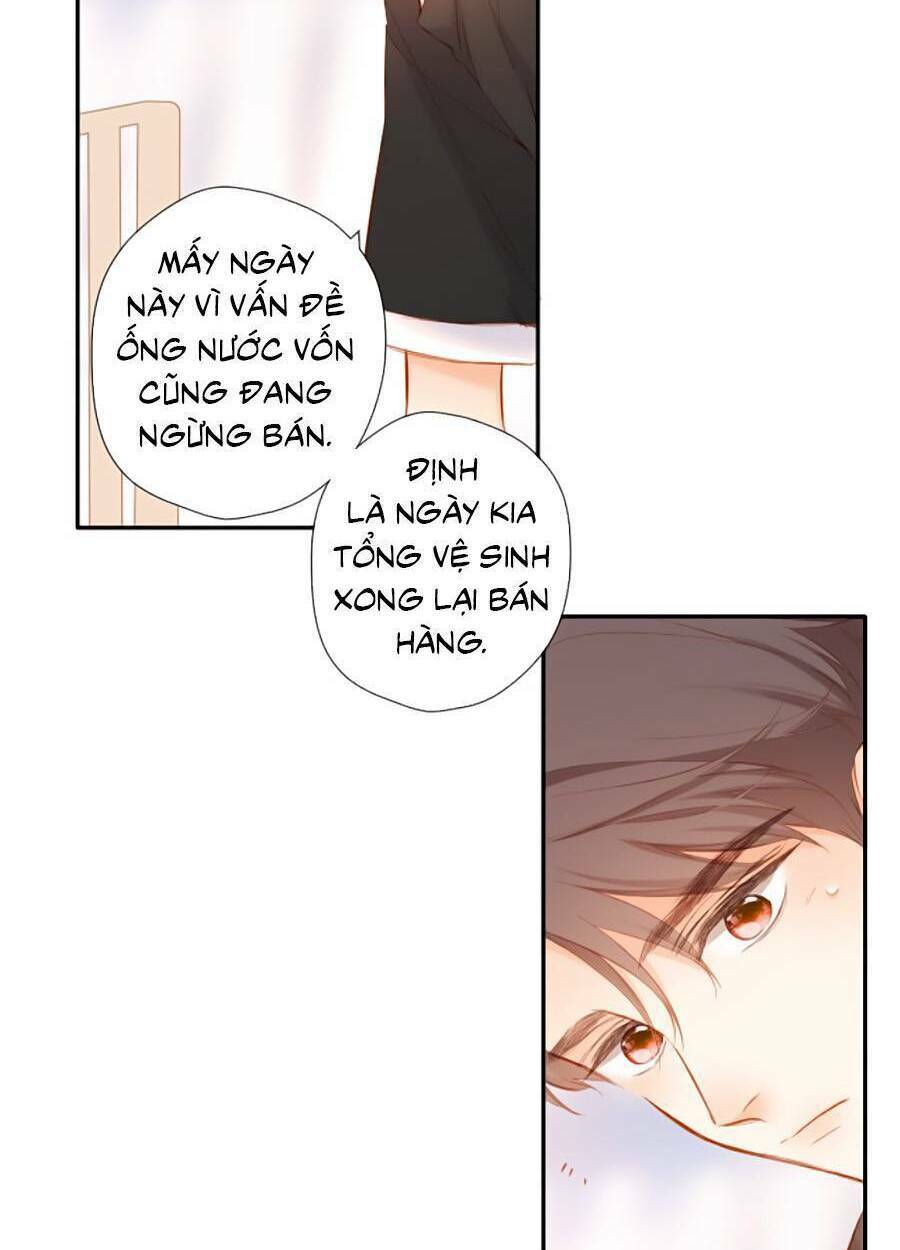 MẤY NGÀY
NÀY VÌ VẤN ĐỀ
ỐNG NƯỚC VỐN
CŨNG ĐANG
NGỪNG BÁN.
ĐỊNH
LÀ NGÀY KIA
TỔNG VỆ SINH
XONG LẠI BÁN
HÀNG.